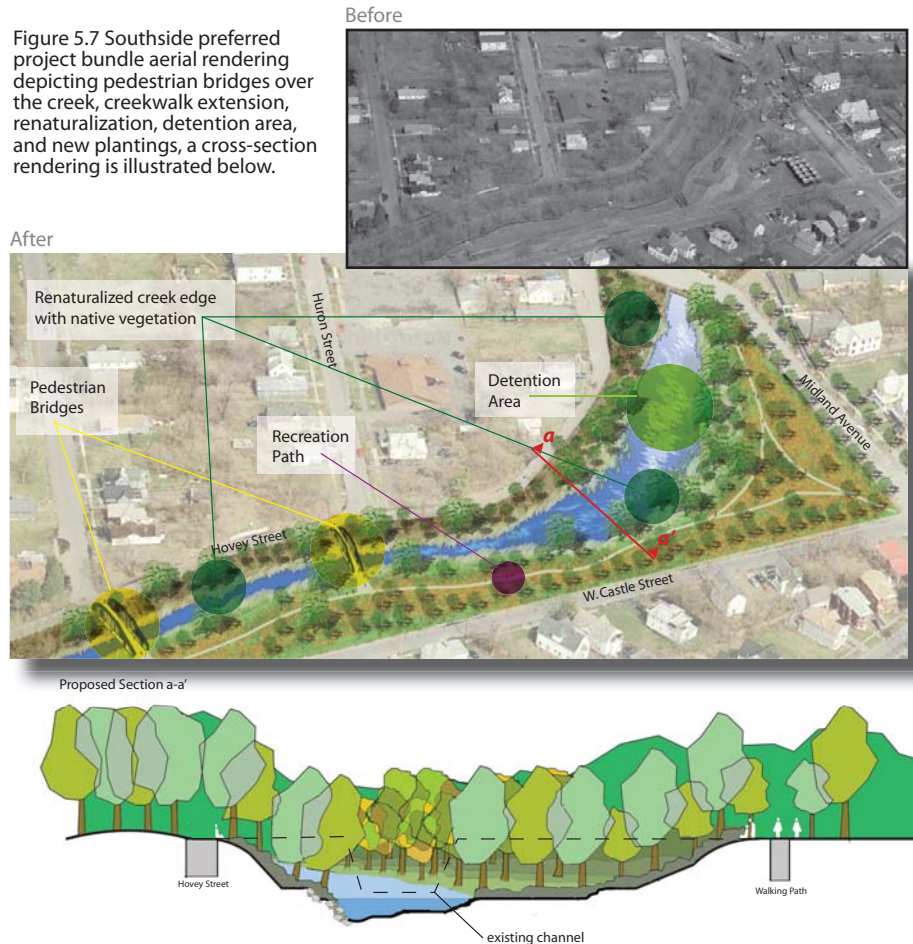 Before
Figure 5.7 Southside preferred
project bundle aerial rendering
depicting pedestrian bridges over
the creek, creekwalk extension,
renaturalization, detention area,
and new plantings, a cross-section
rendering is illustrated below.
After
Renaturalized creek edge
with native vegetation
Huron Street
Pedestrian
Bridges
Detention
Area
Midland Avenue
Recreation
Path
a
a'
Hovey Street
W. Castle Street
Proposed Section a-a'
Hovey Street
Walking Path
existing channel